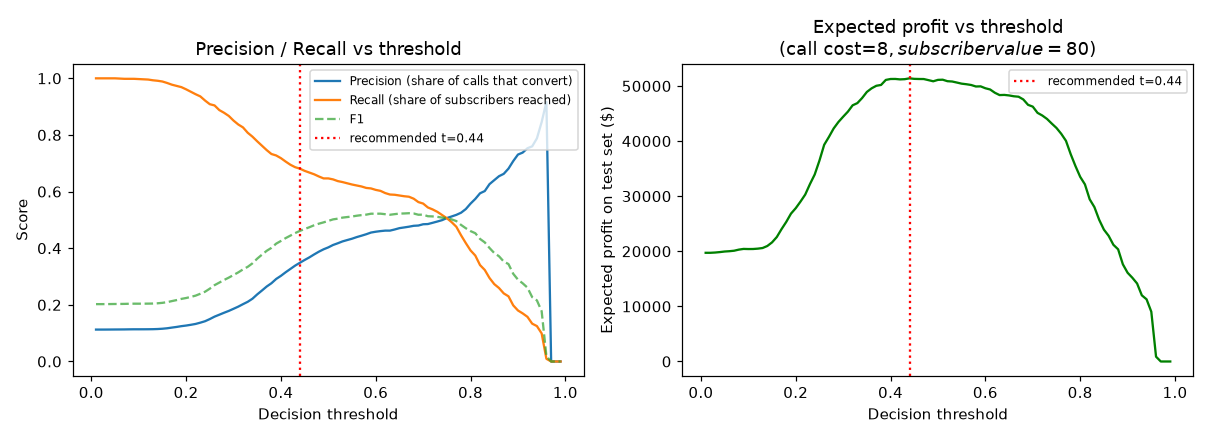 Precision / Recall vs threshold
1.0
0.8
0.6
0.4
0.2
0.0
Score
Precision (share of calls that convert)
Recall (share of subscribers reached)
F1
recommended t=0.44
0.0 0.2 0.4 0.6 0.8 1.0
Decision threshold
Expected profit vs threshold
(call cost=8, subscribervalue = 80)
50000
40000
30000
20000
10000
0
Expected profit on test set ($)
recommended t=0.44
0.0 0.2 0.4 0.6 0.8 1.0
Decision threshold